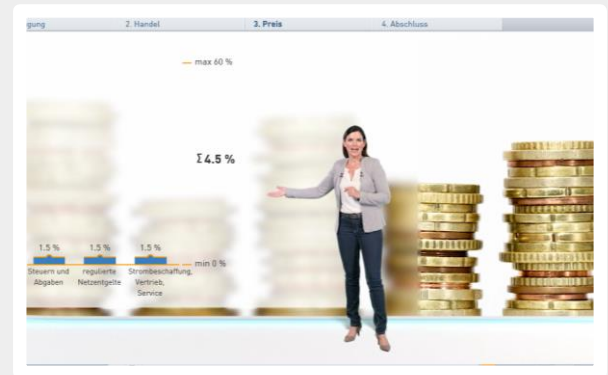 gung
2. Handel
3. Preis
4. Abschluss
max 60 %
Σ 4.5 %
1.5 %
1.5 %
1.5 %
min 0 %
Steuern und
Abgaben
regulierte
Netzentgelte
Strombeschaffung,
Vertrieb,
Service